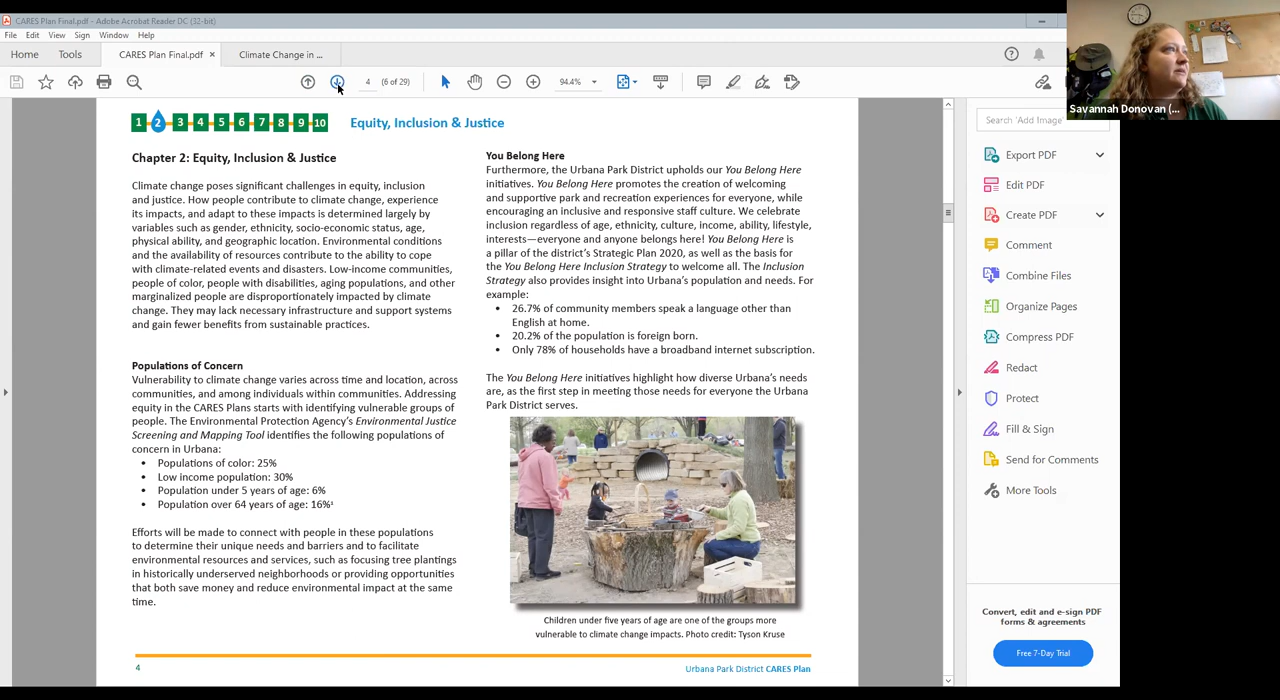 CARES Plan Final.pdf - Adobe Acrobat Reader DC (32-bit)
File Edit View Sign Window Help
Home Tools CARES Plan Final.pdf × Climate Change in ...
4 (6 of 29) 94.4%
Savannah Donovan (...
1 2 3 4 5 6 7 8 9 10 Equity, Inclusion & Justice
Chapter 2: Equity, Inclusion & Justice
Climate change poses significant challenges in equity, inclusion
and justice. How people contribute to climate change, experience
its impacts, and adapt to these impacts is determined largely by
variables such as gender, ethnicity, socio-economic status, age,
physical ability, and geographic location. Environmental conditions
and the availability of resources contribute to the ability to cope
with climate-related events and disasters. Low-income communities,
people of color, people with disabilities, aging populations, and other
marginalized people are disproportionately impacted by climate
change. They may lack necessary infrastructure and support systems
and gain fewer benefits from sustainable practices.
Populations of Concern
Vulnerability to climate change varies across time and location, across
communities, and among individuals within communities. Addressing
equity in the CARES Plans starts with identifying vulnerable groups of
people. The Environmental Protection Agency's Environmental Justice
Screening and Mapping Tool identifies the following populations of
concern in Urbana:
• Populations of color: 25%
• Low income population: 30%
• Population under 5 years of age: 6%
• Population over 64 years of age: 16%¹
Efforts will be made to connect with people in these populations
to determine their unique needs and barriers and to facilitate
environmental resources and services, such as focusing tree plantings
in historically underserved neighborhoods or providing opportunities
that both save money and reduce environmental impact at the same
time.
You Belong Here
Furthermore, the Urbana Park District upholds our You Belong Here
initiatives. You Belong Here promotes the creation of welcoming
and supportive park and recreation experiences for everyone, while
encouraging an inclusive and responsive staff culture. We celebrate
inclusion regardless of age, ethnicity, culture, income, ability, lifestyle,
interests—everyone and anyone belongs here! You Belong Here is
a pillar of the district's Strategic Plan 2020, as well as the basis for
the You Belong Here Inclusion Strategy to welcome all. The Inclusion
Strategy also provides insight into Urbana's population and needs. For
example:
• 26.7% of community members speak a language other than
English at home.
• 20.2% of the population is foreign born.
• Only 78% of households have a broadband internet subscription.
The You Belong Here initiatives highlight how diverse Urbana's needs
are, as the first step in meeting those needs for everyone the Urbana
Park District serves.
Children under five years of age are one of the groups more
vulnerable to climate change impacts. Photo credit: Tyson Kruse
4 Urbana Park District CARES Plan
Search 'Add Image'
Export PDF
Edit PDF
Create PDF
Comment
Combine Files
Organize Pages
Compress PDF
Redact
Protect
Fill & Sign
Send for Comments
More Tools
Convert, edit and e-sign PDF
forms & agreements
Free 7-Day Trial